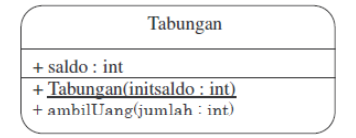 Tabungan
+ saldo : int
+ Tabungan(initsaldo : int)
+ ambilUang(jumlah : int)